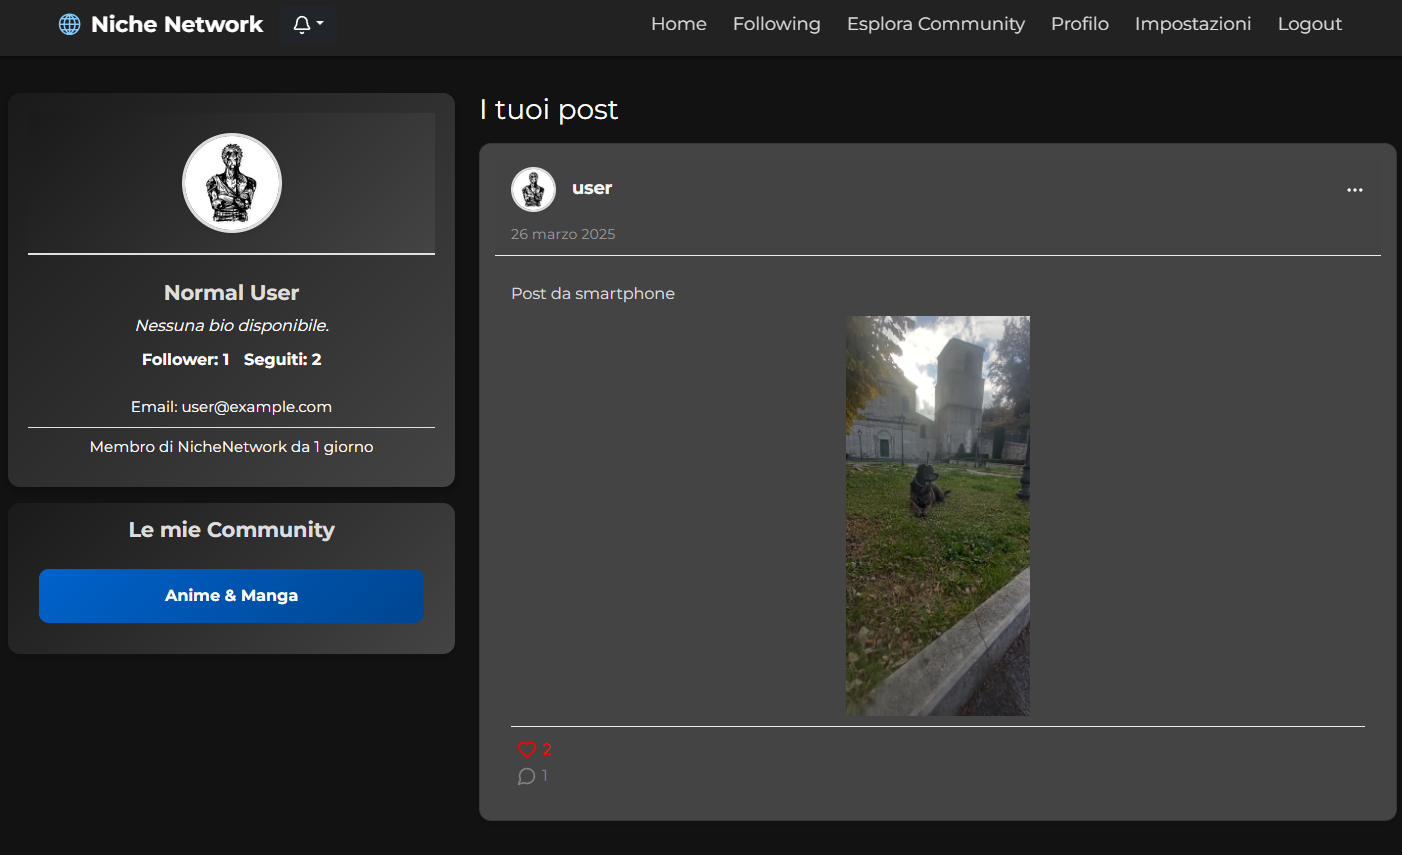 Niche Network
Home Following Esplora Community Profilo Impostazioni Logout
Normal User
Nessuna bio disponibile.
Follower: 1 Seguiti: 2
Email: user@example.com
Membro di NicheNetwork da 1 giorno
Le mie Community
Anime & Manga
I tuoi post
user
26 marzo 2025
Post da smartphone
2
1